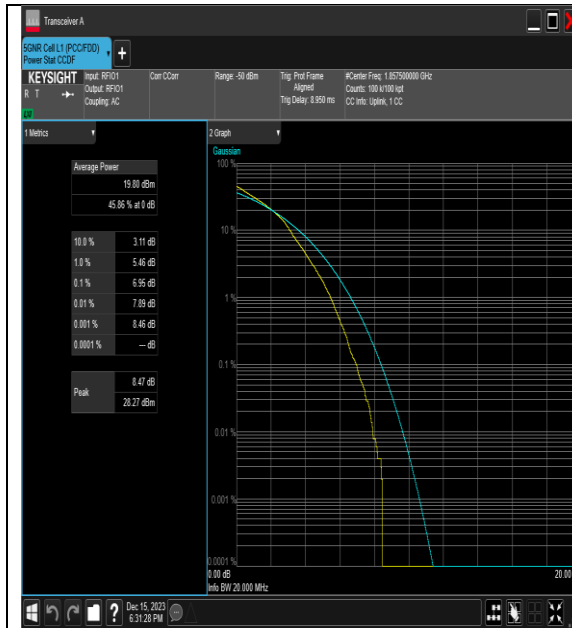 Transceiver A
5GNR Cell L1 (PCC/FDD)
Power Stat CCDF
+
KEYSIGHT
R T
Input: RFIO1
Output: RFIO1
Coupling: AC
Corr CCorr
Range: -50 dBm
Trig: Prot Frame
Aligned
Trig Delay: 8.950 ms
#Center Freq: 1.857500000 GHz
Counts: 100 k/100 kpt
CC Info: Uplink, 1 CC
1 Metrics
Average Power
19.80 dBm
45.86 % at 0 dB
10.0 % 3.11 dB
1.0 % 5.46 dB
0.1 % 6.95 dB
0.01 % 7.89 dB
0.001 % 8.46 dB
0.0001 % --- dB
Peak
8.47 dB
28.27 dBm
2 Graph
Gaussian
100 %
10 %
1 %
0.1 %
0.01 %
0.001 %
0.0001 %
0.00 dB
20.00
Info BW 20.000 MHz
?
Dec 15, 2023
6:31:28 PM